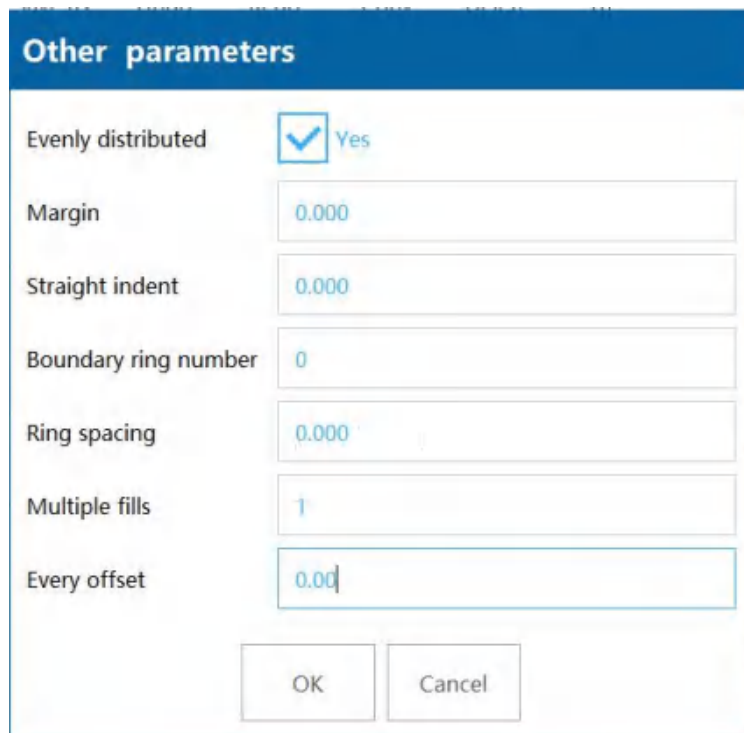 Other parameters
Evenly distributed Yes
Margin 0.000
Straight indent 0.000
Boundary ring number 0
Ring spacing 0.000
Multiple fills 1
Every offset 0.00
OK Cancel